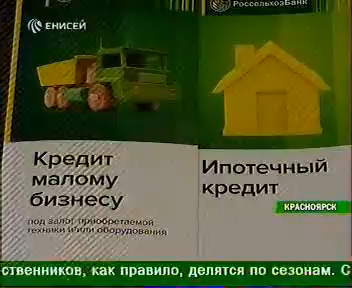 РоссельхозБанк
ЕНИСЕЙ
Кредит
малому
бизнесу
под залог приобретаемой
техники и/или оборудования
Ипотечный
кредит
КРАСНОЯРСК
ственников, как правило, делятся по сезонам. С